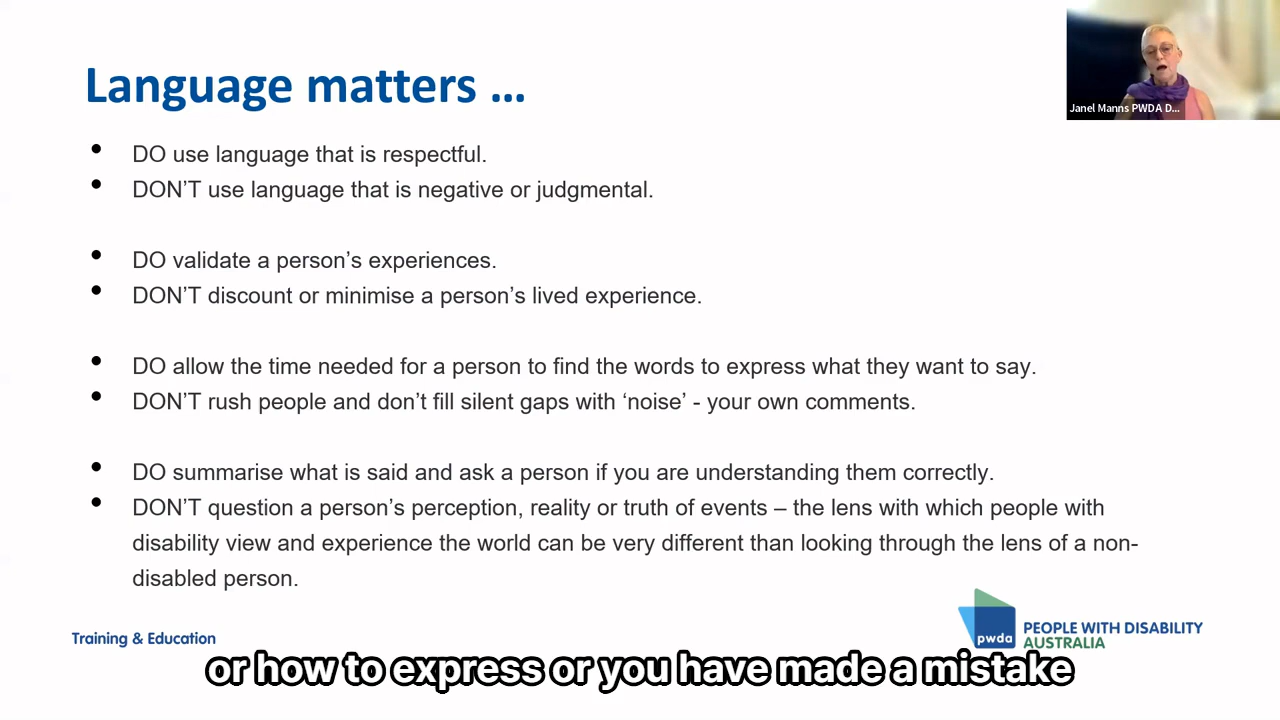 Language matters ...
Janel Manns PWDA D...
• DO use language that is respectful.
• DON’T use language that is negative or judgmental.
• DO validate a person’s experiences.
• DON’T discount or minimise a person’s lived experience.
• DO allow the time needed for a person to find the words to express what they want to say.
• DON’T rush people and don’t fill silent gaps with ‘noise’ - your own comments.
• DO summarise what is said and ask a person if you are understanding them correctly.
• DON’T question a person’s perception, reality or truth of events – the lens with which people with
disability view and experience the world can be very different than looking through the lens of a non-
disabled person.
Training & Education
pwda
PEOPLE WITH DISABILITY
AUSTRALIA
or how to express or you have made a mistake